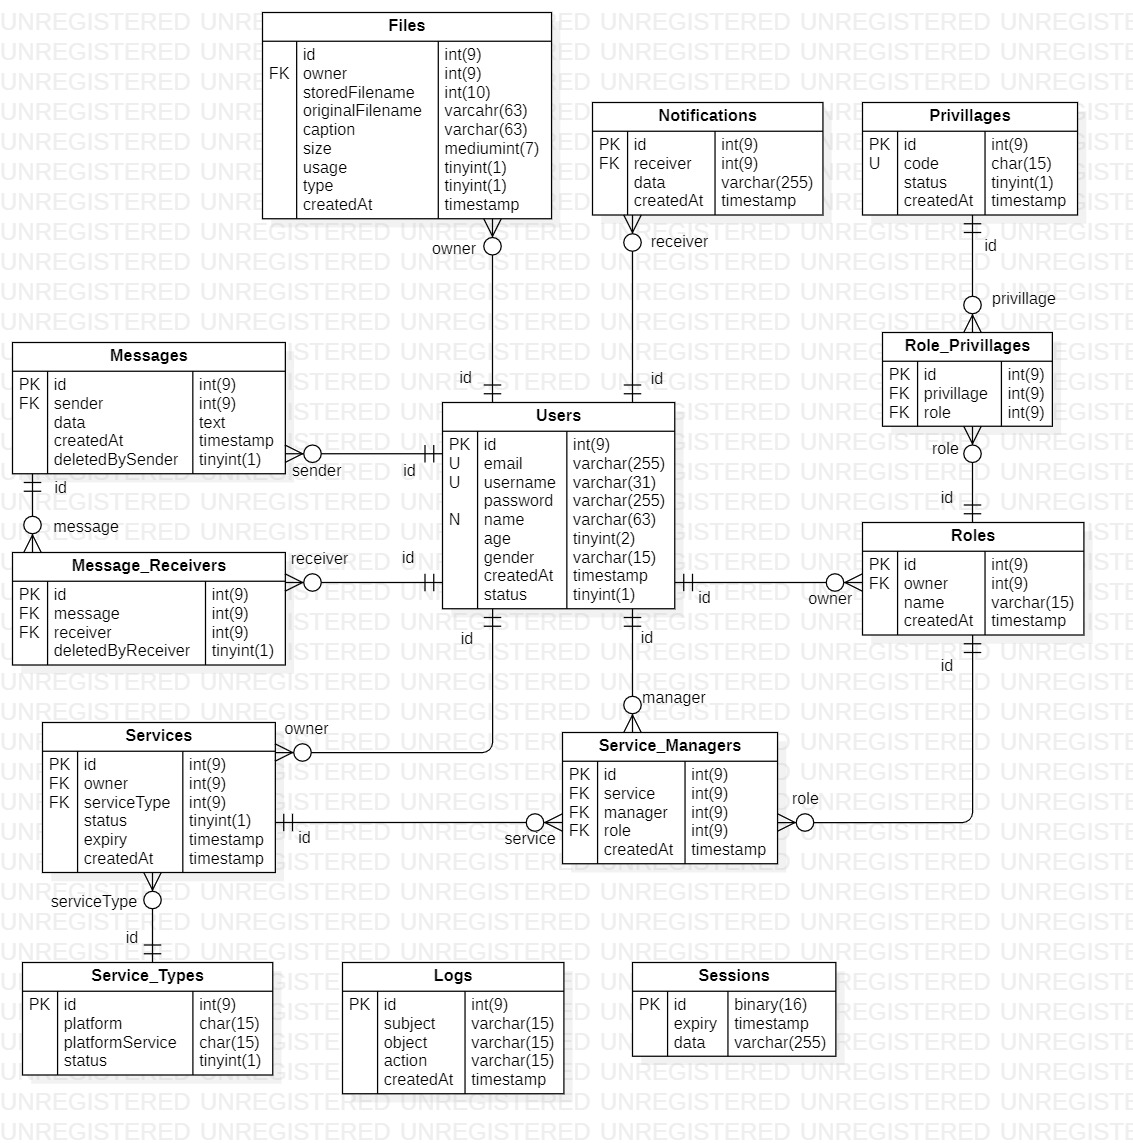 Files
id int(9)
FK owner int(9)
storedFilename int(10)
originalFilename varcahr(63)
caption varchar(63)
size mediumint(7)
usage tinyint(1)
type tinyint(1)
createdAt timestamp
owner
id
Notifications
PK id int(9)
FK receiver int(9)
data varchar(255)
createdAt timestamp
receiver
id
Privillages
PK id int(9)
U code char(15)
status tinyint(1)
createdAt timestamp
id
privillage
Role_Privillages
PK id int(9)
FK privillage int(9)
FK role int(9)
role
id
Messages
PK id int(9)
FK sender int(9)
data text
createdAt timestamp
deletedBySender tinyint(1)
sender
id
id
message
Users
PK id int(9)
U email varchar(255)
U username varchar(31)
password varchar(255)
N name varchar(63)
age tinyint(2)
gender varchar(15)
createdAt timestamp
status tinyint(1)
Message_Receivers
PK id int(9)
FK message int(9)
FK receiver int(9)
deletedByReceiver tinyint(1)
receiver
id
id
owner
Roles
PK id int(9)
FK owner int(9)
name varchar(15)
createdAt timestamp
id
id
id
manager
owner
Services
PK id int(9)
FK owner int(9)
FK serviceType int(9)
status tinyint(1)
expiry timestamp
createdAt timestamp
id
service
Service_Managers
PK id int(9)
FK service int(9)
FK manager int(9)
FK role int(9)
createdAt timestamp
role
serviceType
id
Service_Types
PK id int(9)
platform char(15)
platformService char(15)
status tinyint(1)
Logs
PK id int(9)
subject varchar(15)
object varchar(15)
action varchar(15)
createdAt timestamp
Sessions
PK id binary(16)
expiry timestamp
data varchar(255)
UNREGISTERED